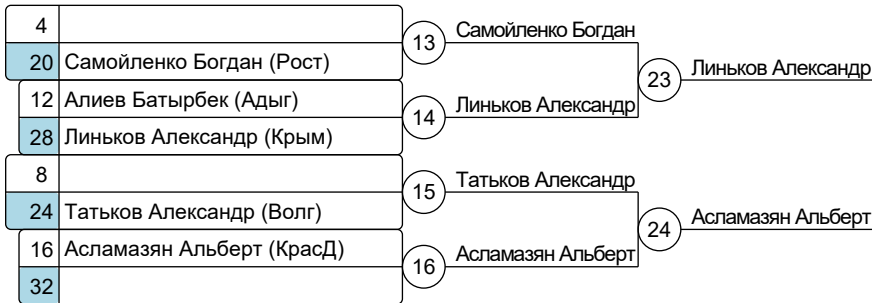 4
20 Самойленко Богдан (Рост)
12 Алиев Батырбек (Адыг)
28 Линьков Александр (Крым)
8
24 Татьков Александр (Волг)
16 Асламазян Альберт (КрасД)
32
13 Самойленко Богдан
14 Линьков Александр
15 Татьков Александр
16 Асламазян Альберт
23 Линьков Александр
24 Асламазян Альберт